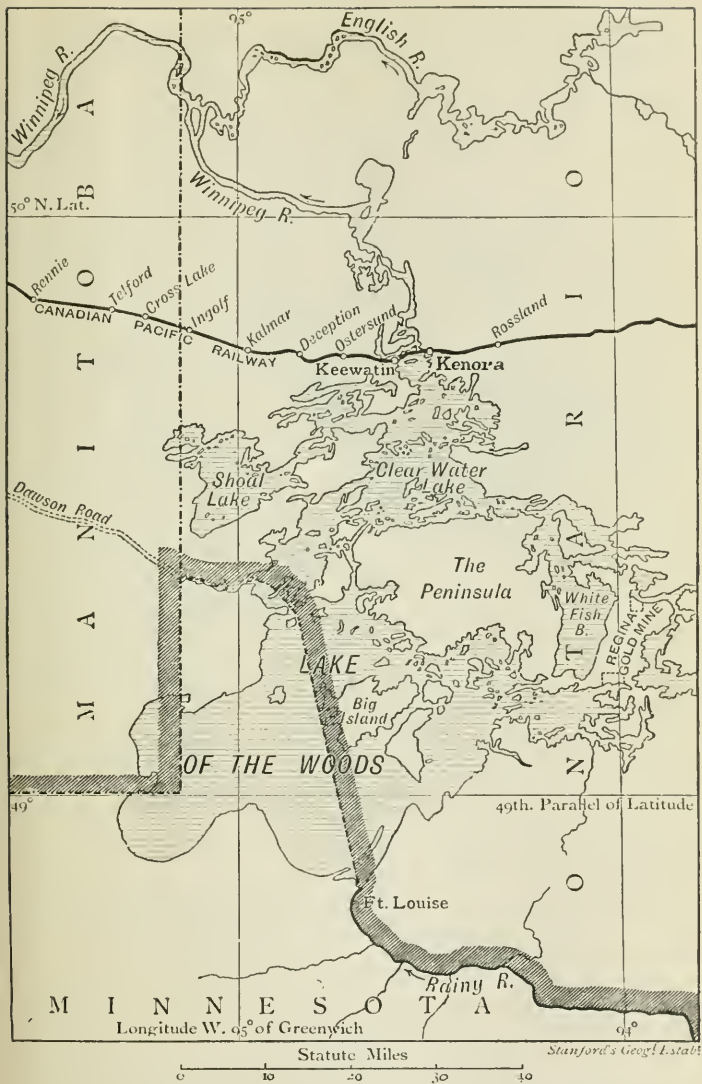 95°
English R.
Winnipeg R.
Winnipeg R.
50° N. Lat.
MANITOBA
ONTARIO
Rennie
Telford
Cross Lake
Ingolf
Kalmar
Deception
Ostersund
Rossland
CANADIAN PACIFIC RAILWAY
Keewatin
Kenora
Shoal
Lake
Clear Water
Lake
Dawson Road
The
Peninsula
White
Fish
B.
REGINA
GOLD MINE
LAKE
OF THE WOODS
Big
Island
49°
49th. Parallel of Latitude
Ft. Louise
Rainy R.
MINNESOTA
Longitude W. 95° of Greenwich
94°
Stanford's Geog! Estab!
Statute Miles
0 10 20 30 40